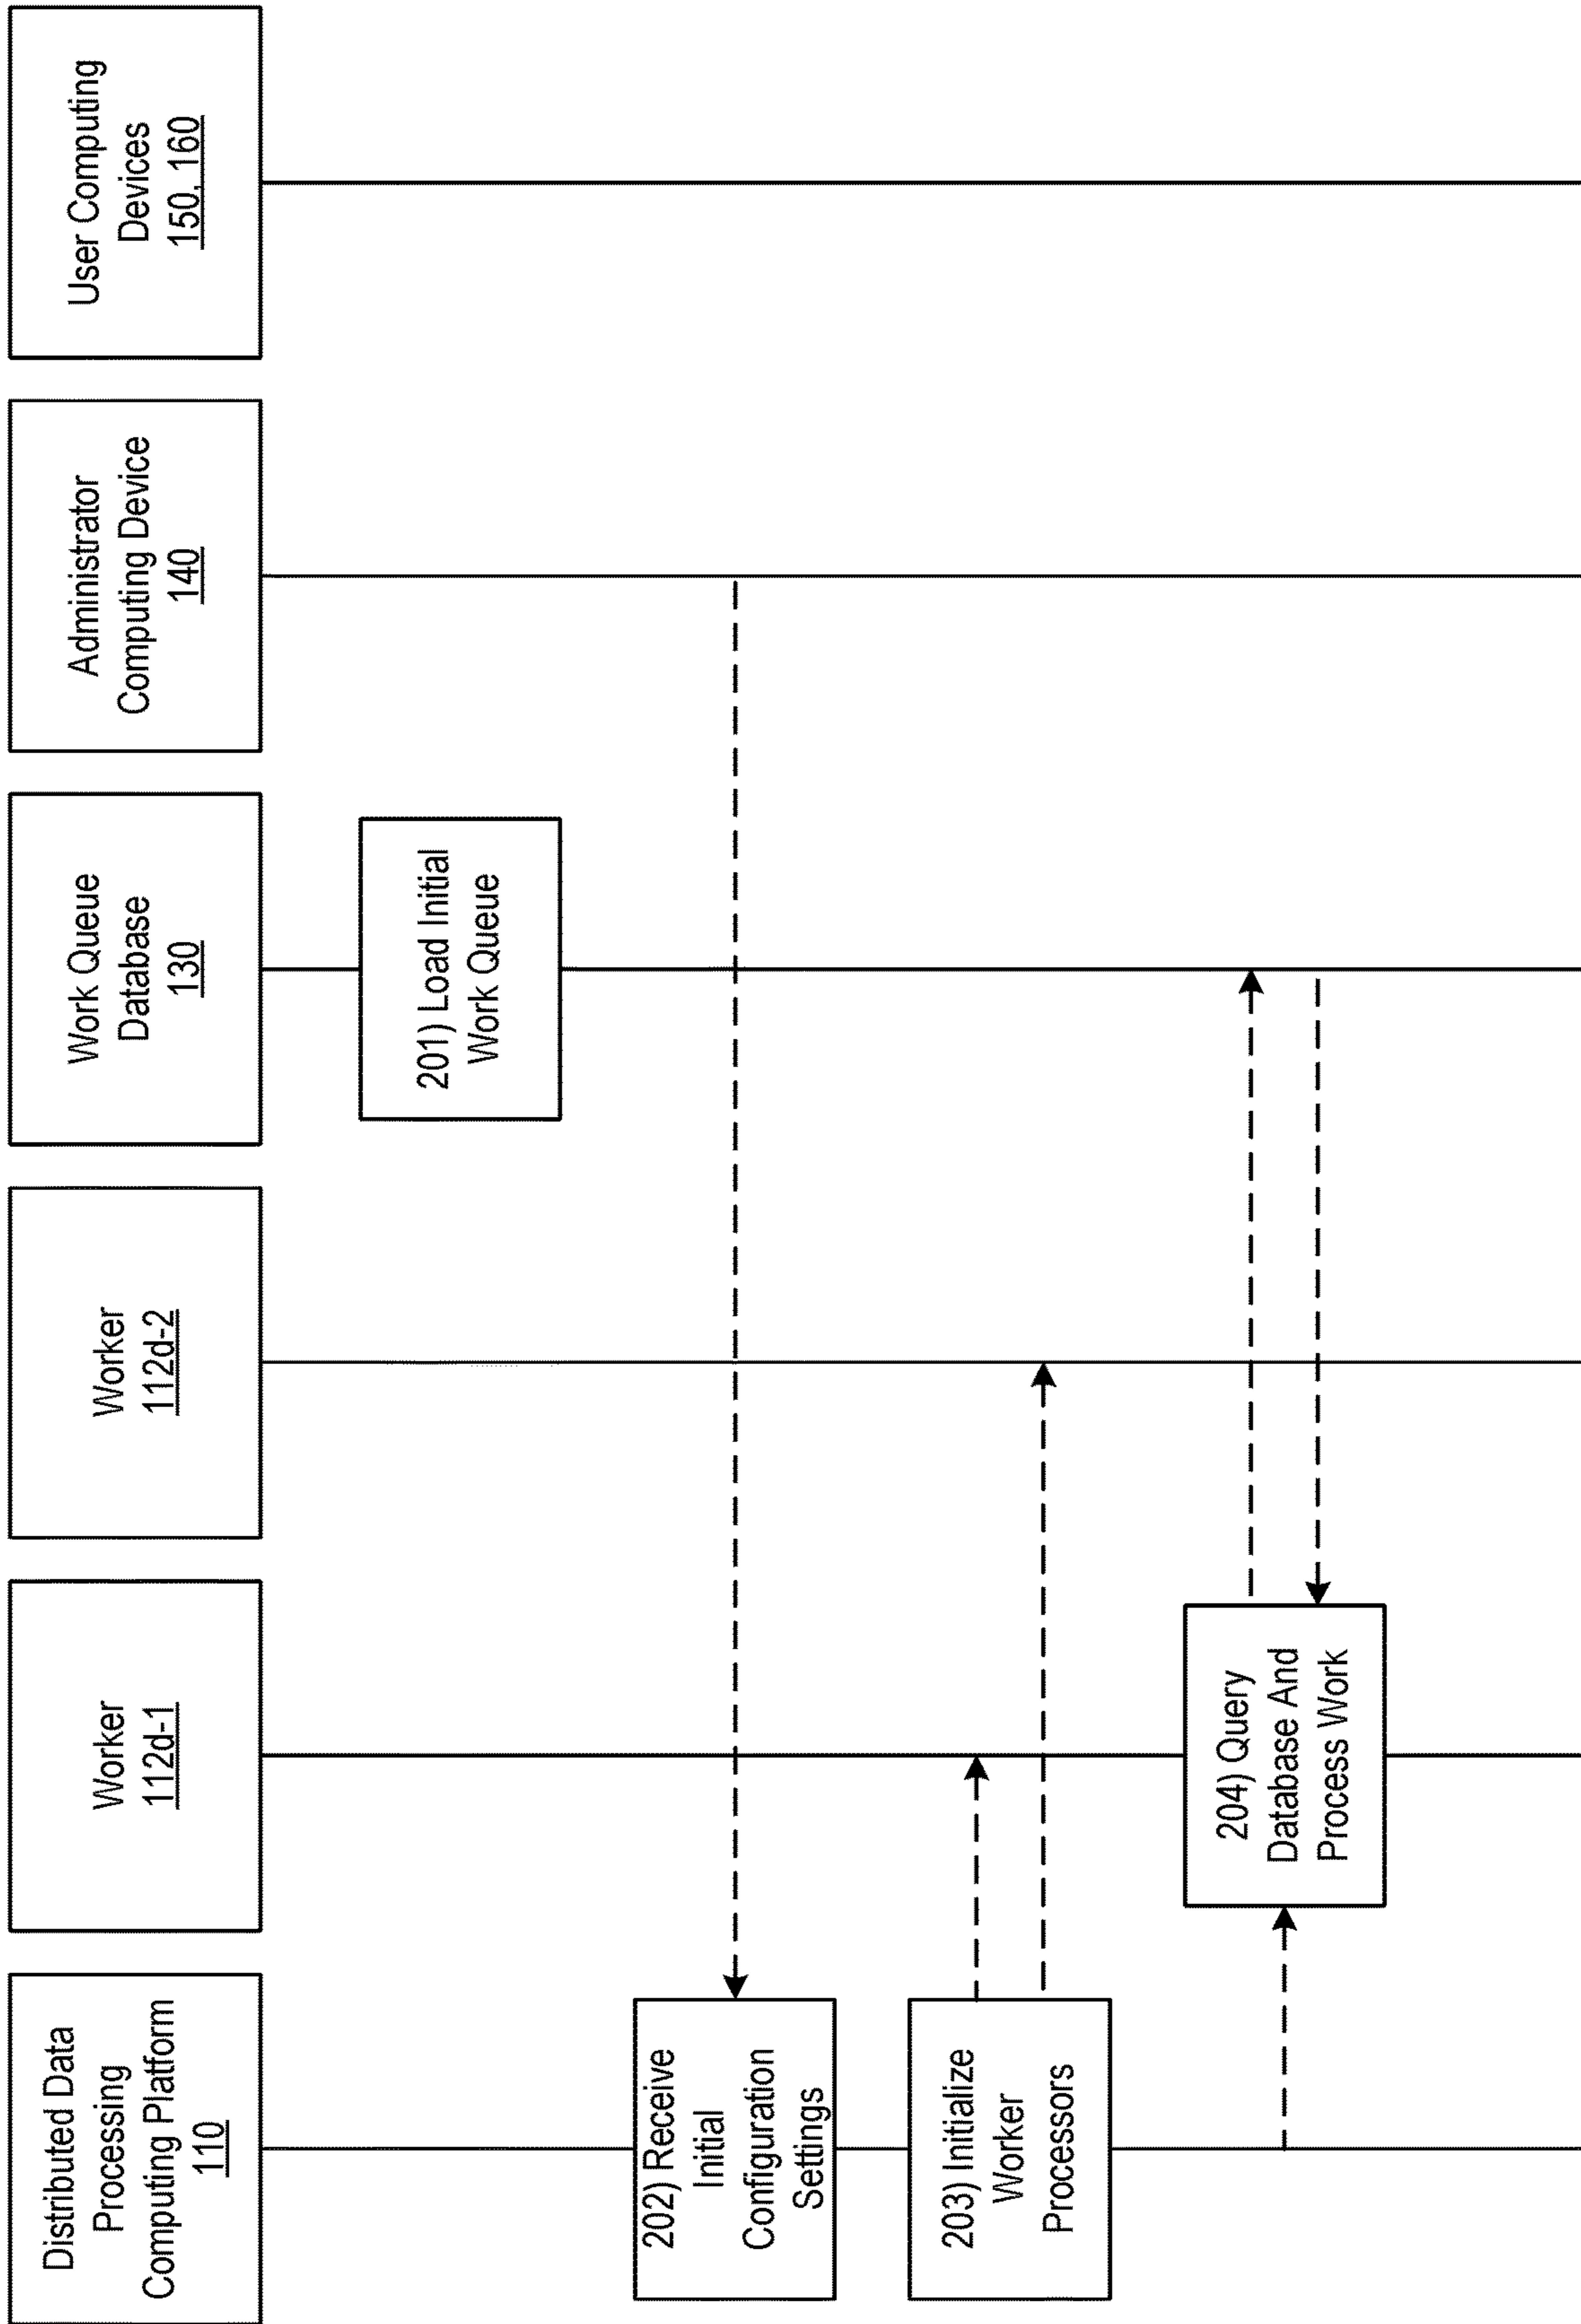 Distributed Data
Processing
Computing Platform
110
Worker
112d-1
Worker
112d-2
Work Queue
Database
130
Administrator
Computing Device
140
User Computing
Devices
150, 160
201) Load Initial
Work Queue
202) Receive
Initial
Configuration
Settings
203) Initialize
Worker
Processors
204) Query
Database And
Process Work